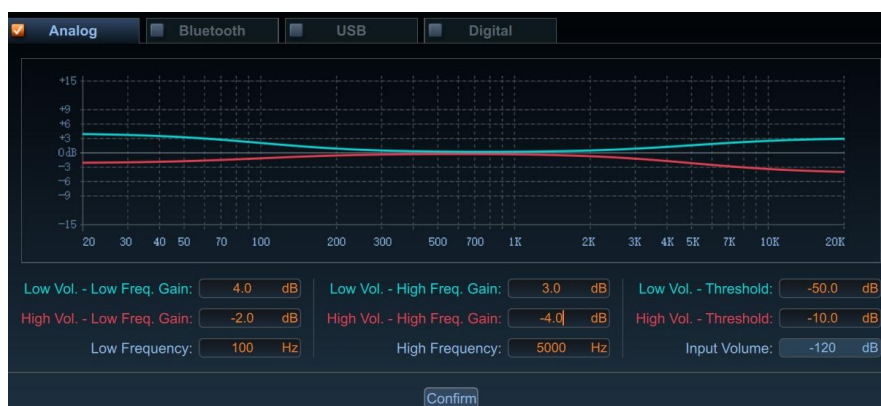 Analog Bluetooth USB Digital
+15
+9
+6
+3
0dB
-3
-6
-9
-15
20 30 40 50 70 100 200 300 500 700 1K 2K 3K 4K 5K 7K 10K 20K
Low Vol. - Low Freq. Gain: 4.0 dB Low Vol. - High Freq. Gain: 3.0 dB Low Vol. - Threshold: -50.0 dB
High Vol. - Low Freq. Gain: -2.0 dB High Vol. - High Freq. Gain: -4.0 dB High Vol. - Threshold: -10.0 dB
Low Frequency: 100 Hz High Frequency: 5000 Hz Input Volume: -120 dB
Confirm